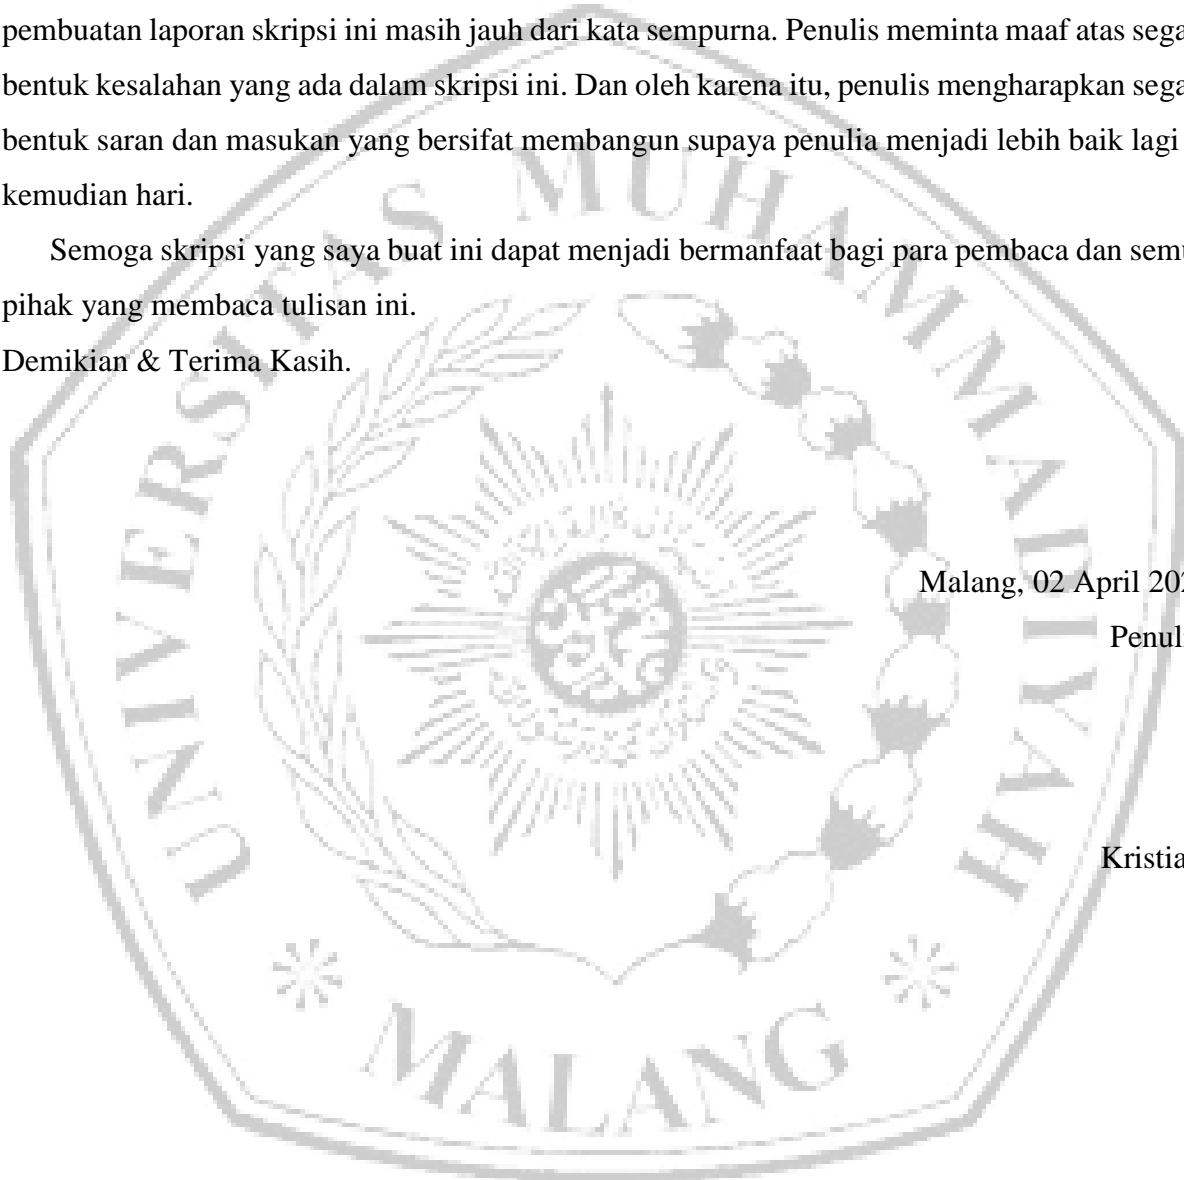 pembuatan laporan skripsi ini masih jauh dari kata sempurna. Penulis meminta maaf atas sega
bentuk kesalahan yang ada dalam skripsi ini. Dan oleh karena itu, penulis mengharapkan sega
bentuk saran dan masukan yang bersifat membangun supaya penulia menjadi lebih baik lagi
kemudian hari.
Semoga skripsi yang saya buat ini dapat menjadi bermanfaat bagi para pembaca dan semu
pihak yang membaca tulisan ini.
Demikian & Terima Kasih.
Malang, 02 April 202
Penuli
Kristia
UNIVERSITAS MUHAMMADIYAH
MALANG